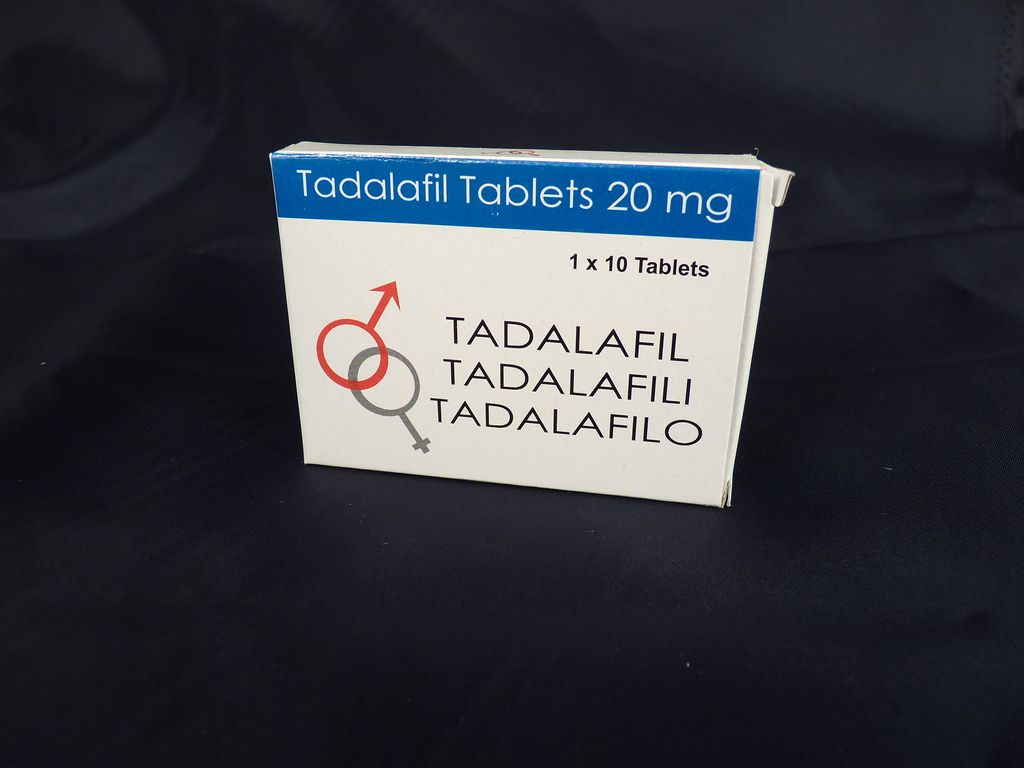 Tadalafil Tablets 20 mg
1 x 10 Tablets
TADALAFIL
TADALAFILI
TADALAFILO